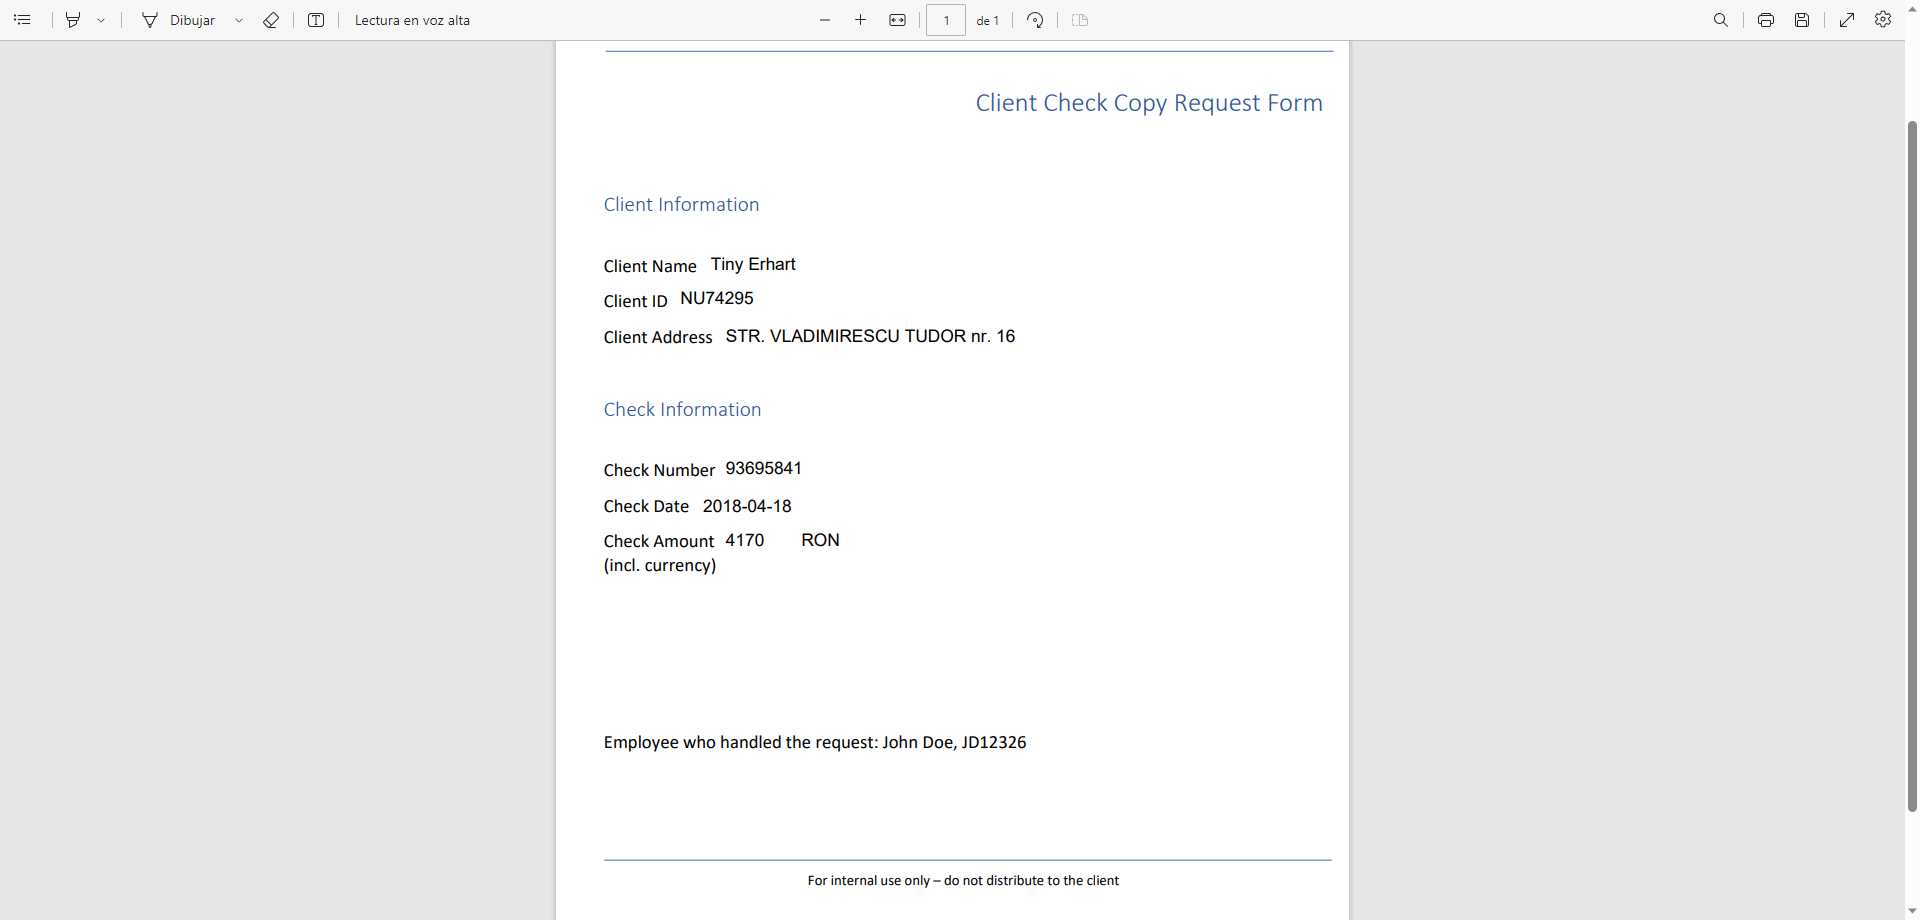 Dibujar
Lectura en voz alta
1 de 1
Client Check Copy Request Form
Client Information
Client Name Tiny Erhart
Client ID NU74295
Client Address STR. VLADIMIRESCU TUDOR nr. 16
Check Information
Check Number 93695841
Check Date 2018-04-18
Check Amount 4170 RON
(incl. currency)
Employee who handled the request: John Doe, JD12326
For internal use only – do not distribute to the client